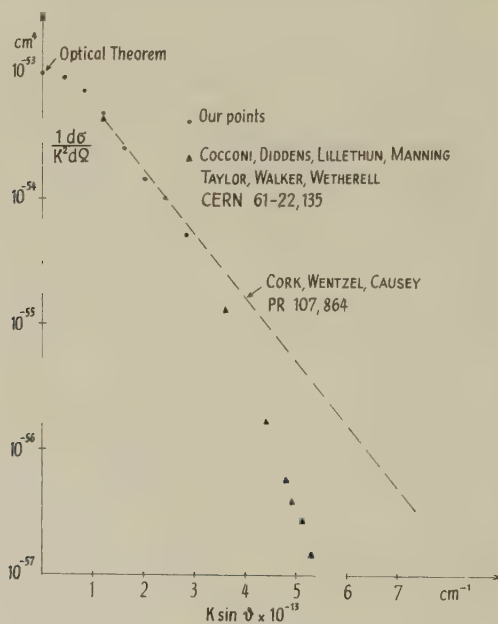 cm⁴
Optical Theorem
10⁻⁵³
Our points
1 dσ
K² dΩ
COCCONI, DIDDENS, LILLETHUN, MANNING
TAYLOR, WALKER, WETHERELL
CERN 61-22,135
10⁻⁵⁴
CORK, WENTZEL, CAUSEY
PR 107,864
10⁻⁵⁵
10⁻⁵⁶
10⁻⁵⁷
1 2 3 4 5 6 7 cm⁻¹
K sin ϑ × 10⁻¹³